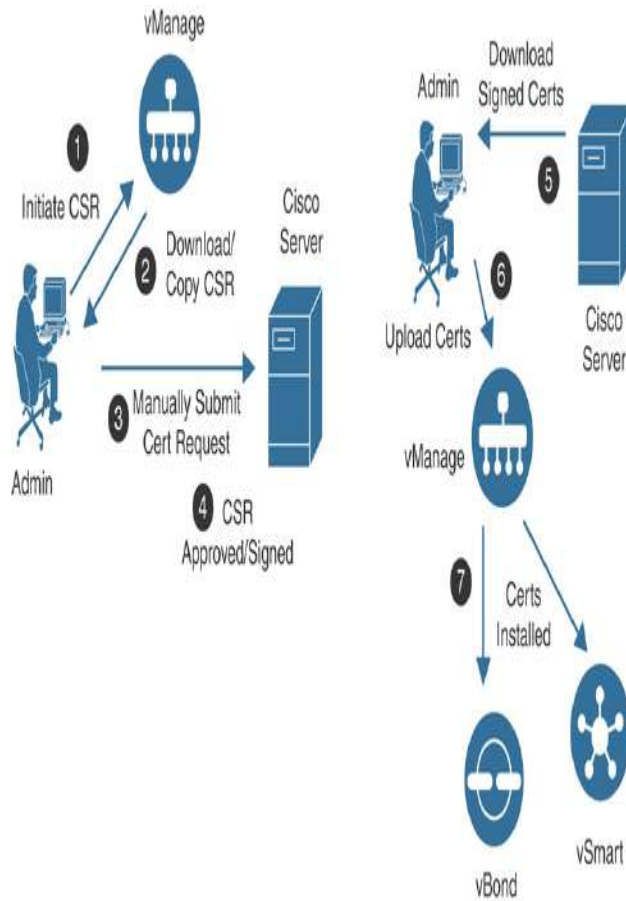 vManage
1
Initiate CSR
2
Download/
Copy CSR
Cisco
Server
3
Manually Submit
Cert Request
Admin
4
CSR
Approved/Signed
Admin
Download
Signed Certs
5
Cisco
Server
6
Upload Certs
vManage
7
Certs
Installed
vBond
vSmart